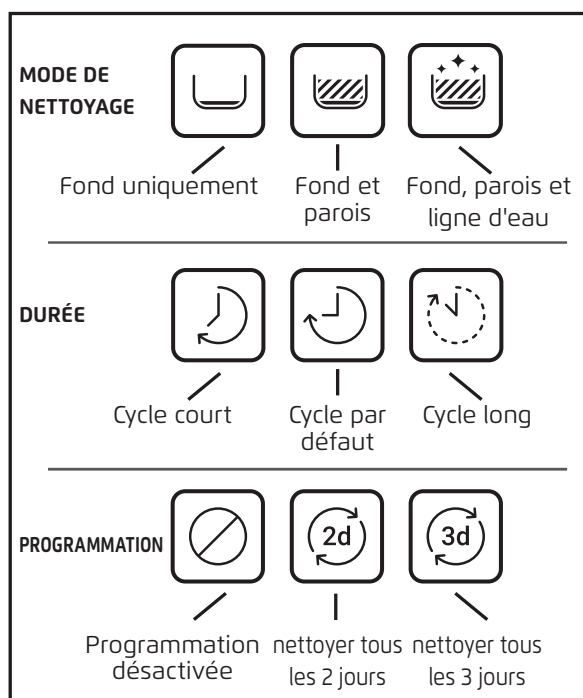 MODE DE
NETTOYAGE
Fond uniquement
Fond et
parois
Fond, parois et
ligne d'eau
DURÉE
Cycle court
Cycle par
défaut
Cycle long
PROGRAMMATION
2d
3d
Programmation
désactivée
nettoyer tous
les 2 jours
nettoyer tous
les 3 jours